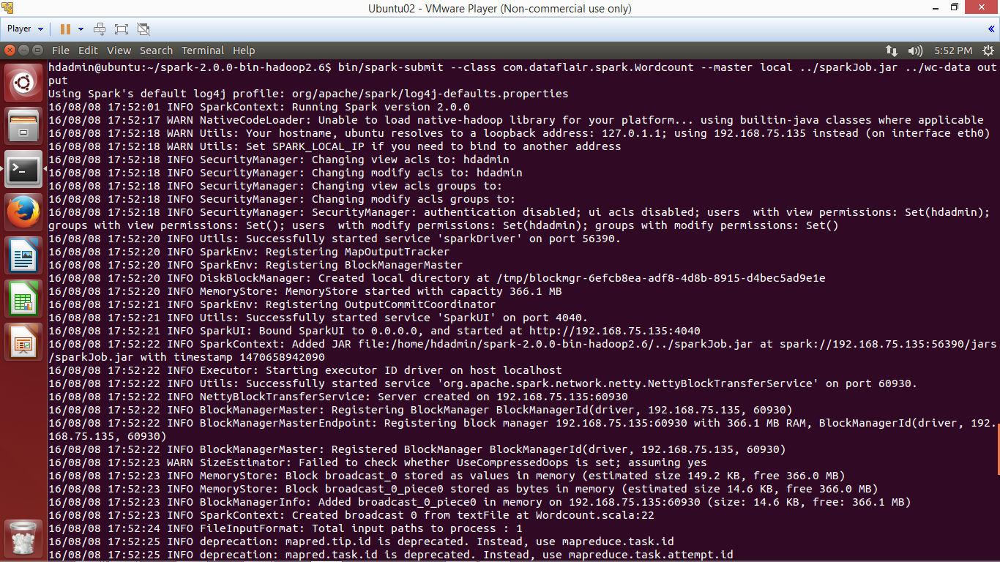 Ubuntu02 - VMware Player (Non-commercial use only)
Player
File Edit View Search Terminal Help
5:52 PM
hdadmin@ubuntu:~/spark-2.0.0-bin-hadoop2.6$ bin/spark-submit --class com.dataflair.spark.Wordcount --master local ../sparkJob.jar ../wc-data out
put
Using Spark's default log4j profile: org/apache/spark/log4j-defaults.properties
16/08/08 17:52:01 INFO SparkContext: Running Spark version 2.0.0
16/08/08 17:52:17 WARN NativeCodeLoader: Unable to load native-hadoop library for your platform... using builtin-java classes where applicable
16/08/08 17:52:18 WARN Utils: Your hostname, ubuntu resolves to a loopback address: 127.0.1.1; using 192.168.75.135 instead (on interface eth0)
16/08/08 17:52:18 WARN Utils: Set SPARK_LOCAL_IP if you need to bind to another address
16/08/08 17:52:18 INFO SecurityManager: Changing view acls to: hdadmin
16/08/08 17:52:18 INFO SecurityManager: Changing modify acls to: hdadmin
16/08/08 17:52:18 INFO SecurityManager: Changing view acls groups to:
16/08/08 17:52:18 INFO SecurityManager: Changing modify acls groups to:
16/08/08 17:52:18 INFO SecurityManager: SecurityManager: authentication disabled; ui acls disabled; users  with view permissions: Set(hdadmin);
groups with view permissions: Set(); users  with modify permissions: Set(hdadmin); groups with modify permissions: Set()
16/08/08 17:52:20 INFO Utils: Successfully started service 'sparkDriver' on port 56390.
16/08/08 17:52:20 INFO SparkEnv: Registering MapOutputTracker
16/08/08 17:52:20 INFO SparkEnv: Registering BlockManagerMaster
16/08/08 17:52:20 INFO DiskBlockManager: Created local directory at /tmp/blockmgr-6efcb8ea-adf8-4d8b-8915-d4bec5ad9e1e
16/08/08 17:52:20 INFO MemoryStore: MemoryStore started with capacity 366.1 MB
16/08/08 17:52:21 INFO SparkEnv: Registering OutputCommitCoordinator
16/08/08 17:52:21 INFO Utils: Successfully started service 'SparkUI' on port 4040.
16/08/08 17:52:21 INFO SparkUI: Bound SparkUI to 0.0.0.0, and started at http://192.168.75.135:4040
16/08/08 17:52:22 INFO SparkContext: Added JAR file:/home/hdadmin/spark-2.0.0-bin-hadoop2.6/../sparkJob.jar at spark://192.168.75.135:56390/jars
/sparkJob.jar with timestamp 1470658942090
16/08/08 17:52:22 INFO Executor: Starting executor ID driver on host localhost
16/08/08 17:52:22 INFO Utils: Successfully started service 'org.apache.spark.network.netty.NettyBlockTransferService' on port 60930.
16/08/08 17:52:22 INFO NettyBlockTransferService: Server created on 192.168.75.135:60930
16/08/08 17:52:22 INFO BlockManagerMaster: Registering BlockManager BlockManagerId(driver, 192.168.75.135, 60930)
16/08/08 17:52:22 INFO BlockManagerMasterEndpoint: Registering block manager 192.168.75.135:60930 with 366.1 MB RAM, BlockManagerId(driver, 192.
168.75.135, 60930)
16/08/08 17:52:22 INFO BlockManagerMaster: Registered BlockManager BlockManagerId(driver, 192.168.75.135, 60930)
16/08/08 17:52:23 WARN SizeEstimator: Failed to check whether UseCompressedOops is set; assuming yes
16/08/08 17:52:23 INFO MemoryStore: Block broadcast_0 stored as values in memory (estimated size 149.2 KB, free 366.0 MB)
16/08/08 17:52:23 INFO MemoryStore: Block broadcast_0_piece0 stored as bytes in memory (estimated size 14.6 KB, free 366.0 MB)
16/08/08 17:52:23 INFO BlockManagerInfo: Added broadcast_0_piece0 in memory on 192.168.75.135:60930 (size: 14.6 KB, free: 366.1 MB)
16/08/08 17:52:23 INFO SparkContext: Created broadcast 0 from textFile at Wordcount.scala:22
16/08/08 17:52:24 INFO FileInputFormat: Total input paths to process : 1
16/08/08 17:52:25 INFO deprecation: mapred.tip.id is deprecated. Instead, use mapreduce.task.id
16/08/08 17:52:25 INFO deprecation: mapred.task.id is deprecated. Instead, use mapreduce.task.attempt.id